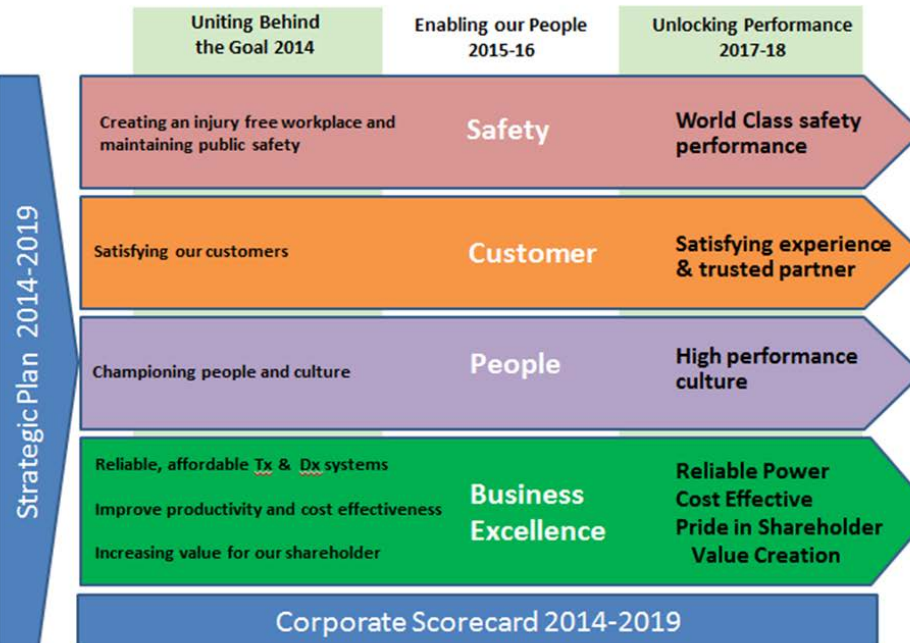 Uniting Behind
the Goal 2014
Enabling our People
2015-16
Unlocking Performance
2017-18
Strategic Plan 2014-2019
Creating an injury free workplace and
maintaining public safety
Safety
World Class safety
performance
Satisfying our customers
Customer
Satisfying experience
& trusted partner
Championing people and culture
People
High performance
culture
Reliable, affordable Tx & Dx systems
Improve productivity and cost effectiveness
Increasing value for our shareholder
Business
Excellence
Reliable Power
Cost Effective
Pride in Shareholder
Value Creation
Corporate Scorecard 2014-2019